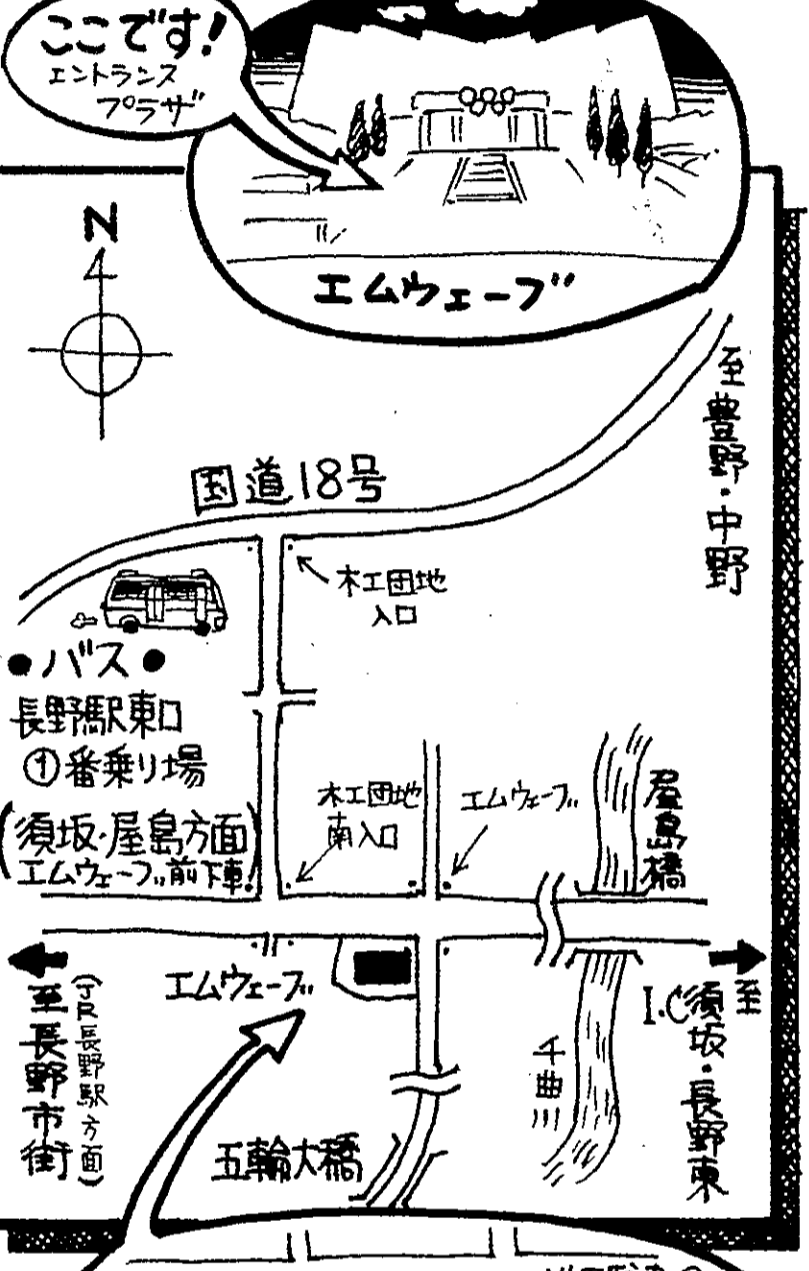 ここです!
エントランス
プラザ
エムウェーブ
N
至豊野・中野
国道18号
木工団地
入口
●バス●
長野駅東口
①番乗り場
(須坂・屋島方面
エムウェーブ前下車)
木工団地
南入口
エムウェーブ
屋島橋
エムウェーブ
至長野市街
(JR長野駅方面)
千曲川
至
須坂・長野東
I.C
五輪大橋